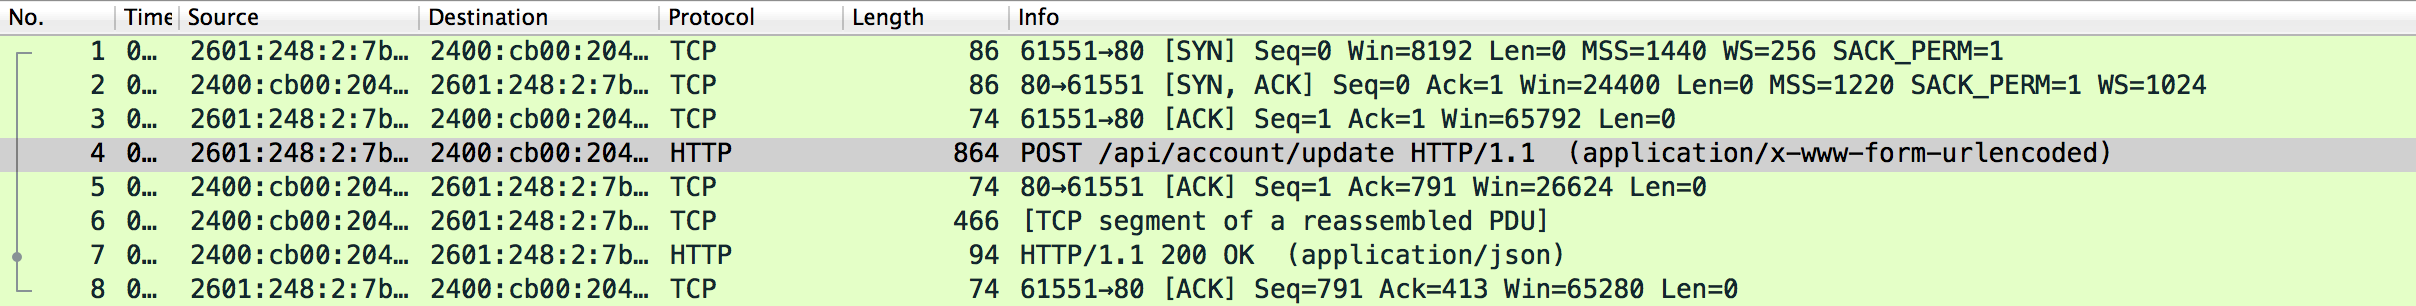 No. Time Source Destination Protocol Length Info
1 0… 2601:248:2:7b… 2400:cb00:204… TCP 86 61551→80 [SYN] Seq=0 Win=8192 Len=0 MSS=1440 WS=256 SACK_PERM=1
2 0… 2400:cb00:204… 2601:248:2:7b… TCP 86 80→61551 [SYN, ACK] Seq=0 Ack=1 Win=24400 Len=0 MSS=1220 SACK_PERM=1 WS=1024
3 0… 2601:248:2:7b… 2400:cb00:204… TCP 74 61551→80 [ACK] Seq=1 Ack=1 Win=65792 Len=0
4 0… 2601:248:2:7b… 2400:cb00:204… HTTP 864 POST /api/account/update HTTP/1.1 (application/x-www-form-urlencoded)
5 0… 2400:cb00:204… 2601:248:2:7b… TCP 74 80→61551 [ACK] Seq=1 Ack=791 Win=26624 Len=0
6 0… 2400:cb00:204… 2601:248:2:7b… TCP 466 [TCP segment of a reassembled PDU]
7 0… 2400:cb00:204… 2601:248:2:7b… HTTP 94 HTTP/1.1 200 OK (application/json)
8 0… 2601:248:2:7b… 2400:cb00:204… TCP 74 61551→80 [ACK] Seq=791 Ack=413 Win=65280 Len=0